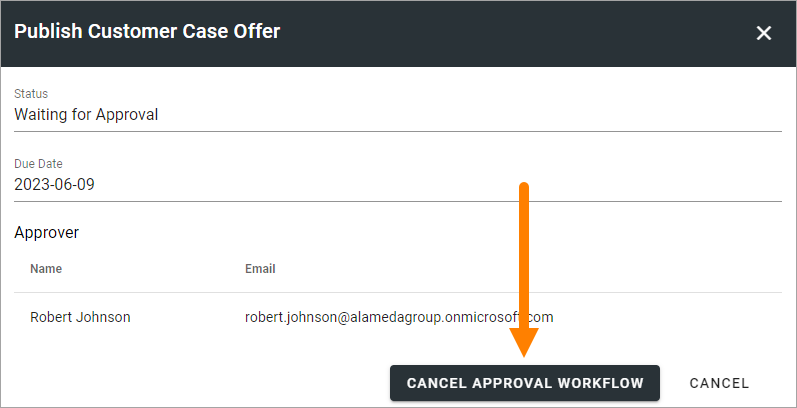 Publish Customer Case Offer
Status
Waiting for Approval
Due Date
2023-06-09
Approver
Name Email
Robert Johnson robert.johnson@alamedagroup.onmicrosoft.com
CANCEL APPROVAL WORKFLOW CANCEL